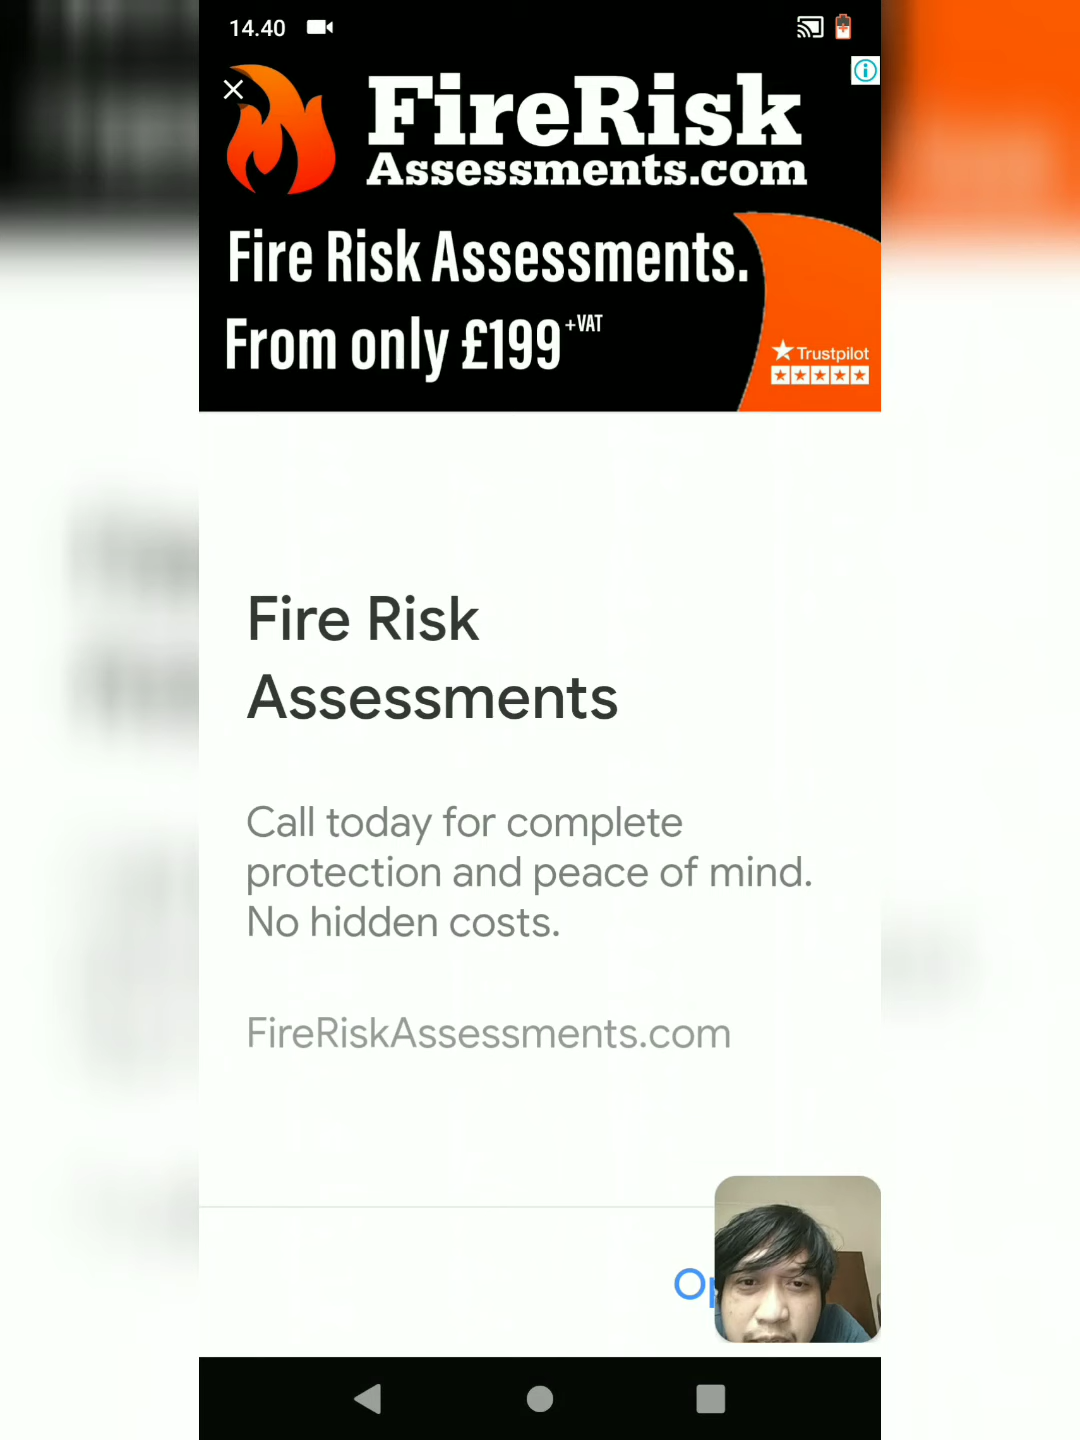 14.40
FireRisk
Assessments.com
Fire Risk Assessments.
From only £199 +VAT
Trustpilot
Fire Risk
Assessments
Call today for complete
protection and peace of mind.
No hidden costs.
FireRiskAssessments.com